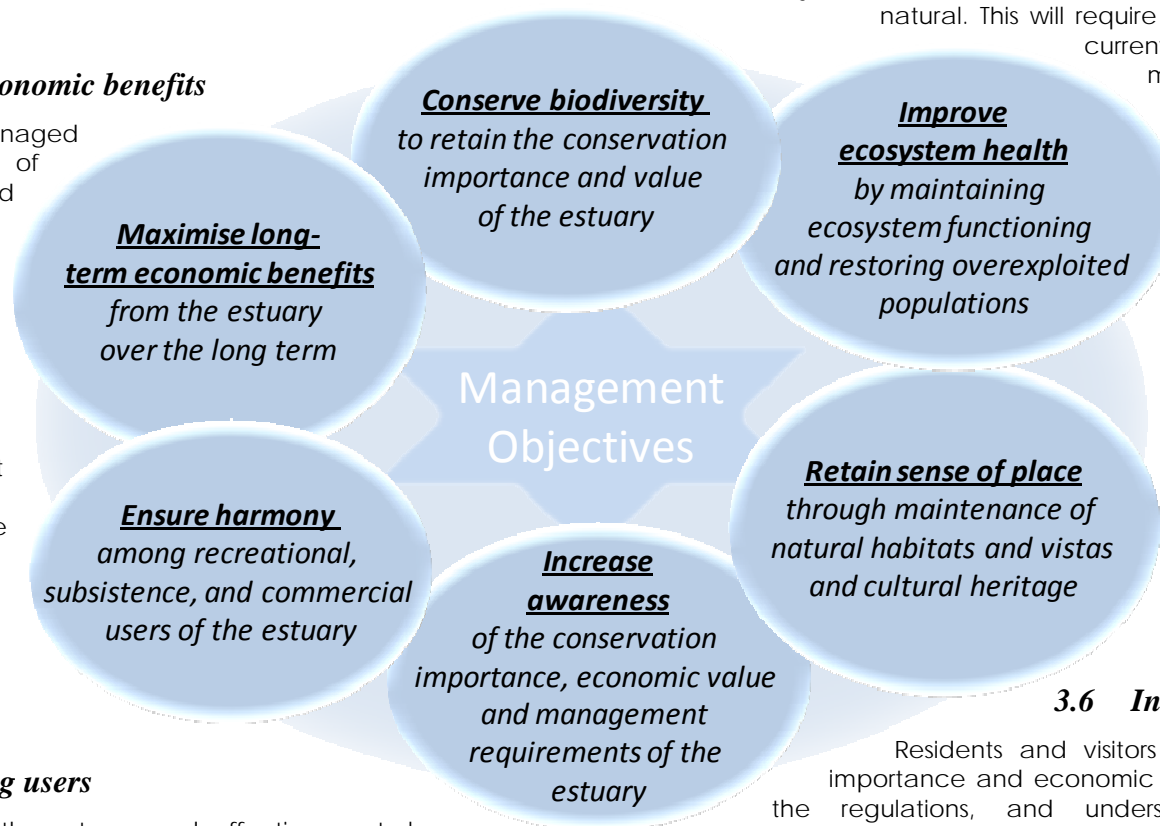 natural. This will require
current
onomic benefits
naged
of
Conserve biodiversity
to retain the conservation
importance and value
of the estuary
Improve
ecosystem health
by maintaining
ecosystem functioning
and restoring overexploited
populations
Maximise long-
term economic benefits
from the estuary
over the long term
Management
Objectives
Retain sense of place
through maintenance of
natural habitats and vistas
and cultural heritage
Ensure harmony
among recreational,
subsistence, and commercial
users of the estuary
Increase
awareness
of the conservation
importance, economic value
and management
requirements of the
estuary
3.6 In
Residents and visitors
importance and economic
the regulations, and unders
g users